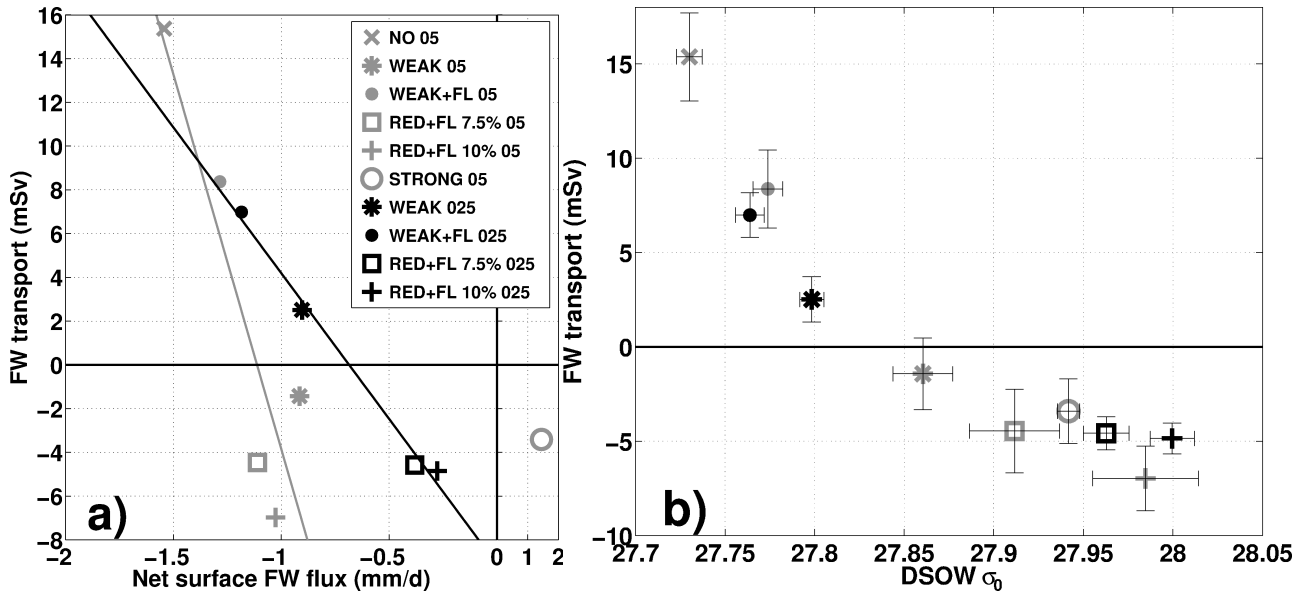 16
14
12
10
8
6
4
2
0
−2
−4
−6
−8
FW transport (mSv)
−2
−1.5
−1
−0.5
0
1
2
Net surface FW flux (mm/d)
a)
NO 05
WEAK 05
WEAK+FL 05
RED+FL 7.5% 05
RED+FL 10% 05
STRONG 05
WEAK 025
WEAK+FL 025
RED+FL 7.5% 025
RED+FL 10% 025
15
10
5
0
−5
−10
FW transport (mSv)
27.7
27.75
27.8
27.85
27.9
27.95
28
28.05
DSOW σ0
b)